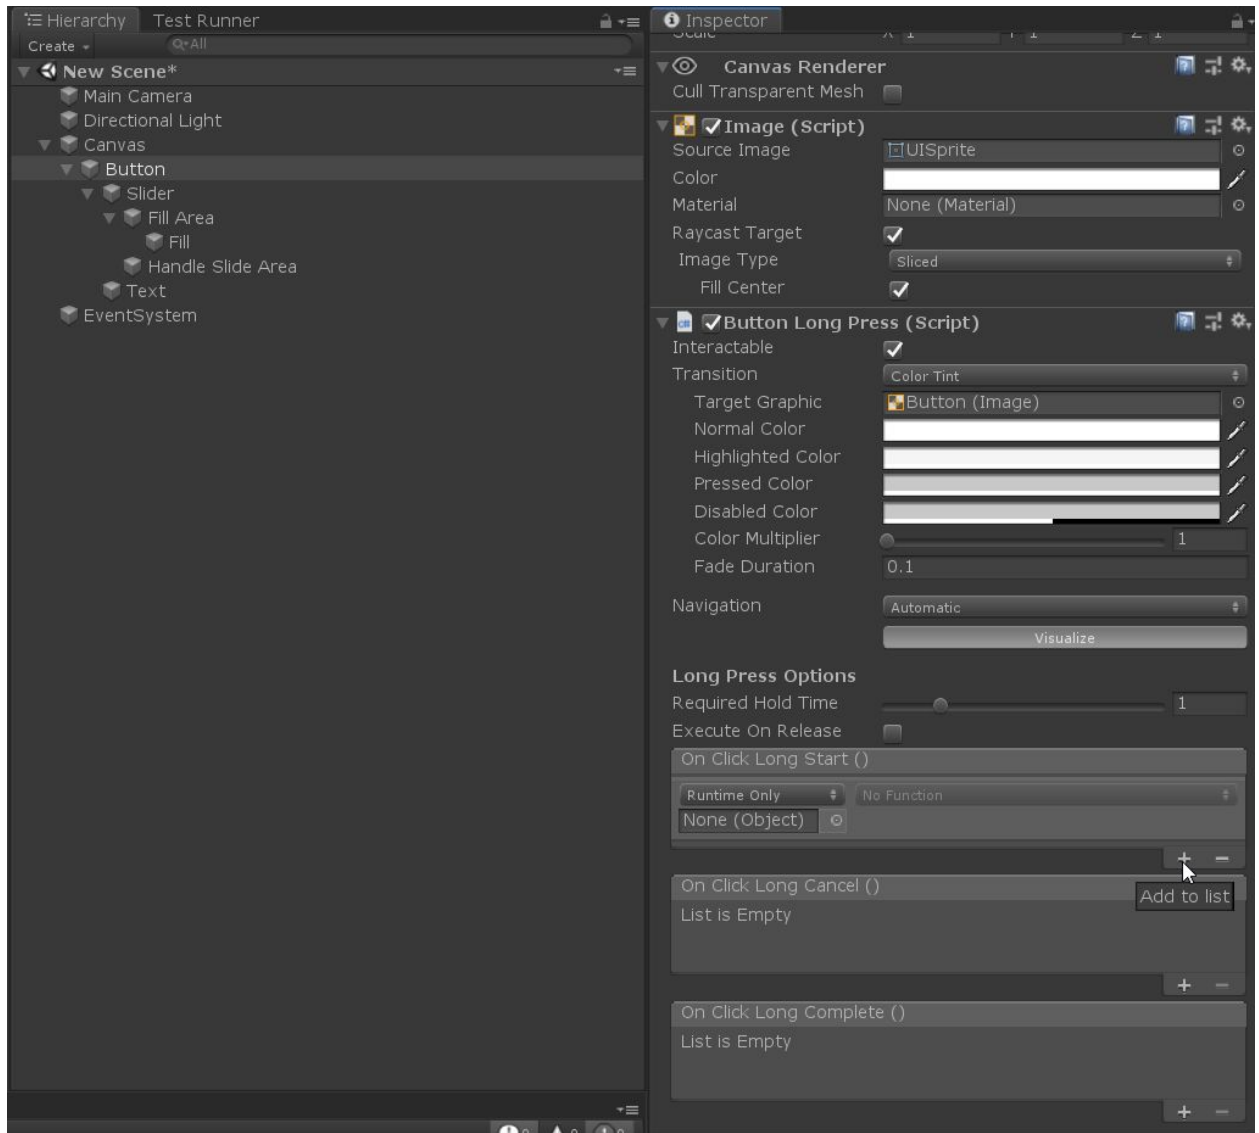 Hierarchy Test Runner
Create All
New Scene*
Main Camera
Directional Light
Canvas
Button
Slider
Fill Area
Fill
Handle Slide Area
Text
EventSystem
Inspector
Scale X 1 Y 1 Z 1
Canvas Renderer
Cull Transparent Mesh
Image (Script)
Source Image UISprite
Color
Material None (Material)
Raycast Target
Image Type Sliced
Fill Center
Button Long Press (Script)
Interactable
Transition Color Tint
Target Graphic Button (Image)
Normal Color
Highlighted Color
Pressed Color
Disabled Color
Color Multiplier 1
Fade Duration 0.1
Navigation Automatic
Visualize
Long Press Options
Required Hold Time 1
Execute On Release
On Click Long Start ()
Runtime Only No Function
None (Object)
On Click Long Cancel ()
Add to list
List is Empty
On Click Long Complete ()
List is Empty